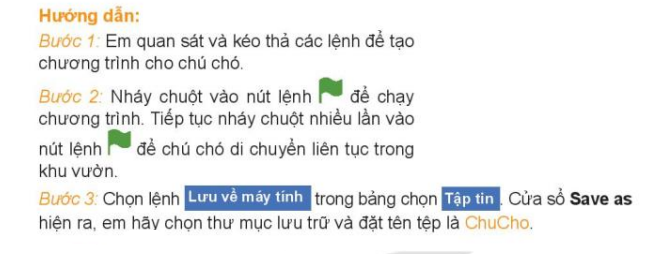 Hướng dẫn:
Bước 1: Em quan sát và kéo thả các lệnh để tạo
chương trình cho chú chó.
Bước 2: Nháy chuột vào nút lệnh để chạy
chương trình. Tiếp tục nháy chuột nhiều lần vào
nút lệnh để chú chó di chuyển liên tục trong
khu vườn.
Bước 3: Chọn lệnh Lưu về máy tính trong bảng chọn Tập tin. Cửa sổ Save as
hiện ra, em hãy chọn thư mục lưu trữ và đặt tên tệp là ChuCho.